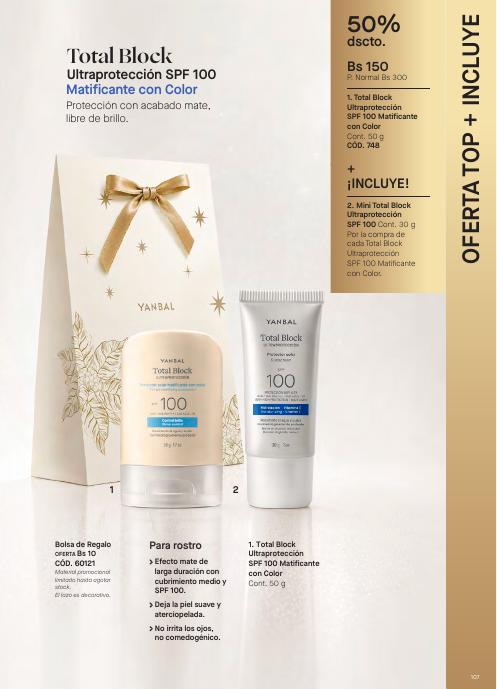 Total Block
Ultraprotección SPF 100
Matificante con Color
Protección con acabado mate,
libre de brillo.
50%
dscto.
Bs 150
P. Normal Bs 300
1. Total Block
Ultraprotección
SPF 100 Matificante
con Color
Cont. 50 g
CÓD. 748
+
¡INCLUYE!
2. Mini Total Block
Ultraprotección
SPF 100 Cont. 30 g
Por la compra de
cada Total Block
Ultraprotección
SPF 100 Matificante
con Color.
OFERTA TOP + INCLUYE
YANBAL
YANBAL
Total Block
SPF 100
YANBAL
Total Block
Protector solar
SPF
100
1
2
Bolsa de Regalo
OFERTA Bs 10
CÓD. 60121
Material promocional
limitado hasta agotar
stock.
El lazo es decorativo.
Para rostro
› Efecto mate de
larga duración con
cubrimiento medio y
SPF 100.
› Deja la piel suave y
aterciopelada.
› No irrita los ojos,
no comedogénico.
1. Total Block
Ultraprotección
SPF 100 Matificante
con Color
Cont. 50 g
107